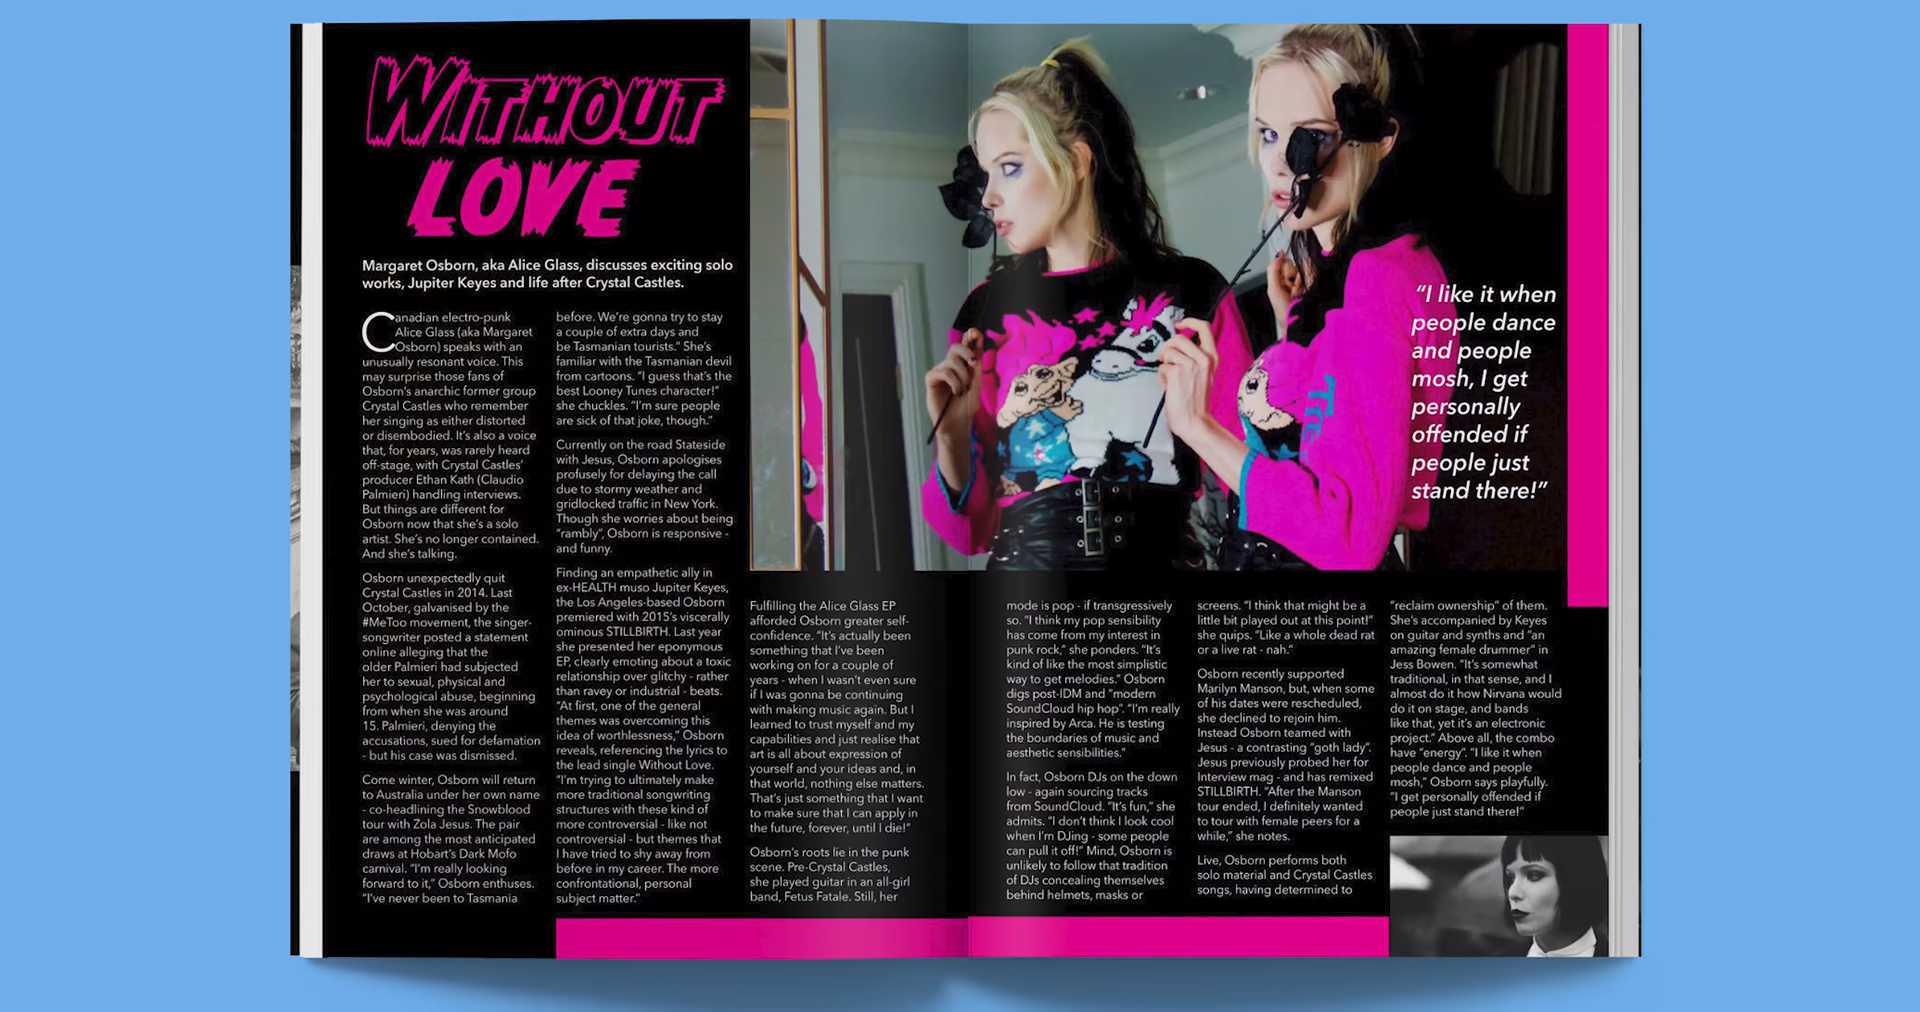 WITHOUT
LOVE
Margaret Osborn, aka Alice Glass, discusses exciting solo
works, Jupiter Keyes and life after Crystal Castles.
Canadian electro-punk
Alice Glass (aka Margaret
Osborn) speaks with an
unusually resonant voice. This
may surprise those fans of
Osborn's anarchic former group
Crystal Castles who remember
her singing as either distorted
or disembodied. It's also a voice
that, for years, was rarely heard
off-stage, with Crystal Castles'
producer Ethan Kath (Claudio
Palmieri) handling interviews.
But things are different for
Osborn now that she's a solo
artist. She's no longer contained.
And she's talking.
Osborn unexpectedly quit
Crystal Castles in 2014. Last
October, galvanised by the
#MeToo movement, the singer-
songwriter posted a statement
online alleging that the
older Palmieri had subjected
her to sexual, physical and
psychological abuse, beginning
from when she was around
15. Palmieri, denying the
accusations, sued for defamation
- but his case was dismissed.
Come winter, Osborn will return
to Australia under her own name
- co-headlining the Snowblood
tour with Zola Jesus. The pair
are among the most anticipated
draws at Hobart's Dark Mofo
carnival. "I'm really looking
forward to it," Osborn enthuses.
"I've never been to Tasmania
before. We're gonna try to stay
a couple of extra days and
be Tasmanian tourists." She's
familiar with the Tasmanian devil
from cartoons. "I guess that's the
best Looney Tunes character!"
she chuckles. "I'm sure people
are sick of that joke, though."
Currently on the road Stateside
with Jesus, Osborn apologises
profusely for delaying the call
due to stormy weather and
gridlocked traffic in New York.
Though she worries about being
"rambly", Osborn is responsive -
and funny.
Finding an empathetic ally in
ex-HEALTH muso Jupiter Keyes,
the Los Angeles-based Osborn
premiered with 2015's viscerally
ominous STILLBIRTH. Last year
she presented her eponymous
EP, clearly emoting about a toxic
relationship over glitchy - rather
than ravey or industrial - beats.
"At first, one of the general
themes was overcoming this
idea of worthlessness," Osborn
reveals, referencing the lyrics to
the lead single Without Love.
"I'm trying to ultimately make
more traditional songwriting
structures with these kind of
more controversial - like not
controversial - but themes that
I have tried to shy away from
before in my career. The more
confrontational, personal
subject matter."
Fulfilling the Alice Glass EP
afforded Osborn greater self-
confidence. "It's actually been
something that I've been
working on for a couple of
years - when I wasn't even sure
if I was gonna be continuing
with making music again. But I
learned to trust myself and my
capabilities and just realise that
art is all about expression of
yourself and your ideas and, in
that world, nothing else matters.
That's just something that I want
to make sure that I can apply in
the future, forever, until I die!"
Osborn's roots lie in the punk
scene. Pre-Crystal Castles,
she played guitar in an all-girl
band, Fetus Fatale. Still, her
mode is pop - if transgressively
so. "I think my pop sensibility
has come from my interest in
punk rock," she ponders. "It's
kind of like the most simplistic
way to get melodies." Osborn
digs post-IDM and "modern
SoundCloud hip hop". "I'm really
inspired by Arca. He is testing
the boundaries of music and
aesthetic sensibilities."
In fact, Osborn DJs on the down
low - again sourcing tracks
from SoundCloud. "It's fun," she
admits. "I don't think I look cool
when I'm DJing - some people
can pull it off!" Mind, Osborn is
unlikely to follow that tradition
of DJs concealing themselves
behind helmets, masks or
screens. "I think that might be a
little bit played out at this point!"
she quips. "Like a whole dead rat
or a live rat - nah."
Osborn recently supported
Marilyn Manson, but, when some
of his dates were rescheduled,
she declined to rejoin him.
Instead Osborn teamed with
Jesus - a contrasting "goth lady".
Jesus previously probed her for
Interview mag - and has remixed
STILLBIRTH. "After the Manson
tour ended, I definitely wanted
to tour with female peers for a
while," she notes.
Live, Osborn performs both
solo material and Crystal Castles
songs, having determined to
"reclaim ownership" of them.
She's accompanied by Keyes
on guitar and synths and "an
amazing female drummer" in
Jess Bowen. "It's somewhat
traditional, in that sense, and I
almost do it how Nirvana would
do it on stage, and bands
like that, yet it's an electronic
project." Above all, the combo
have "energy". "I like it when
people dance and people
mosh," Osborn says playfully.
"I get personally offended if
people just stand there!"
"I like it when
people dance
and people
mosh, I get
personally
offended if
people just
stand there!"